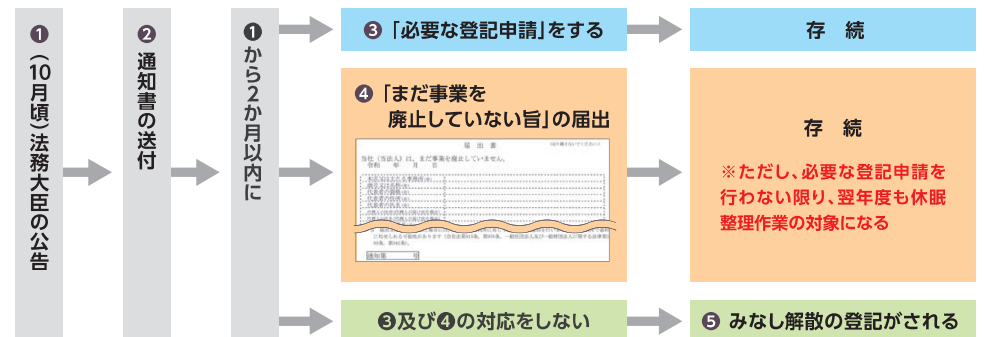 ❶(10月頃)法務大臣の公告
❷通知書の送付
❶から2か月以内に
❸「必要な登記申請」をする
存 続
❹「まだ事業を
廃止していない旨」の届出
届 出 書
当社(当法人)は、まだ事業を廃止していません。
令和 年 月 日
通知第 号
存 続
※ただし、必要な登記申請を
行わない限り、翌年度も休眠
整理作業の対象になる
❸及び❹の対応をしない
❺ みなし解散の登記がされる